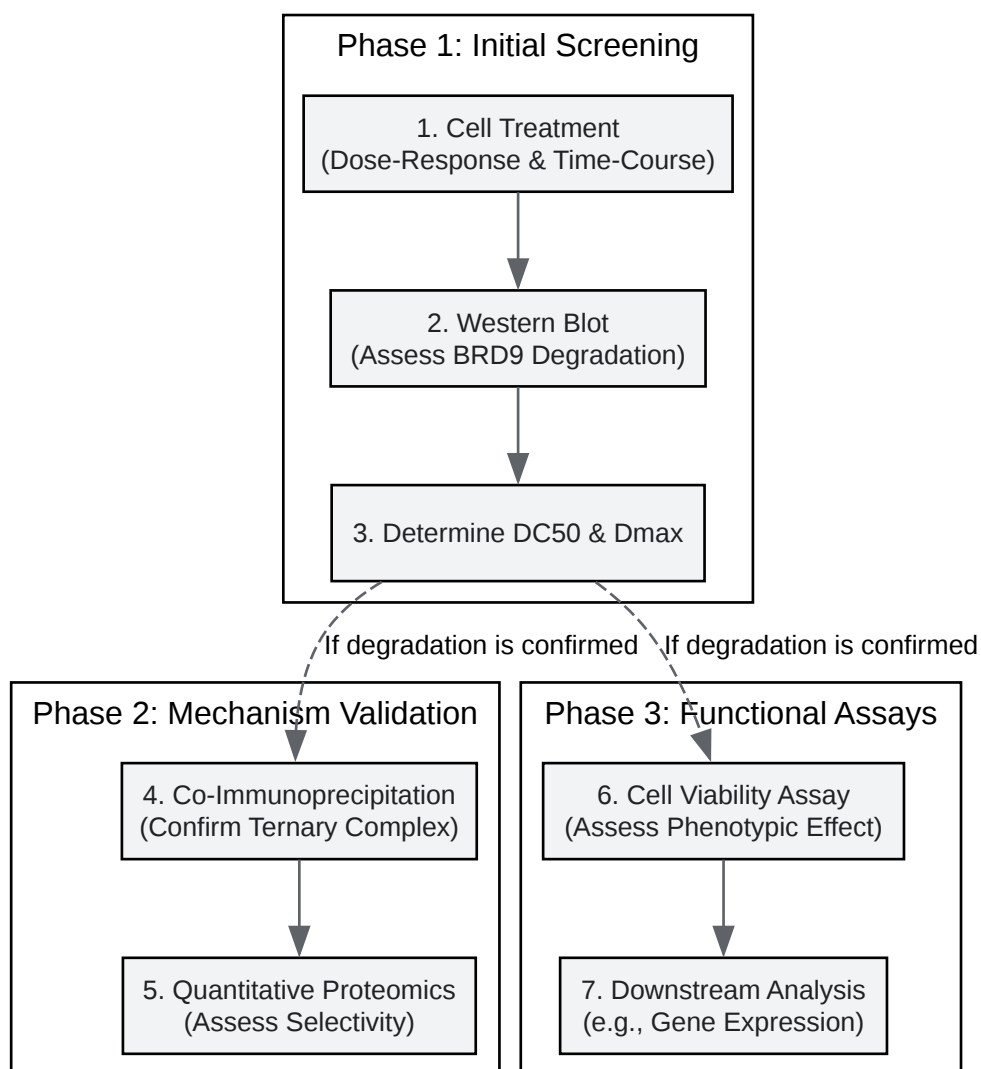 Phase 1: Initial Screening
1. Cell Treatment
(Dose-Response & Time-Course)
2. Western Blot
(Assess BRD9 Degradation)
3. Determine DC50 & Dmax
If degradation is confirmed
If degradation is confirmed
Phase 2: Mechanism Validation
4. Co-Immunoprecipitation
(Confirm Ternary Complex)
5. Quantitative Proteomics
(Assess Selectivity)
Phase 3: Functional Assays
6. Cell Viability Assay
(Assess Phenotypic Effect)
7. Downstream Analysis
(e.g., Gene Expression)